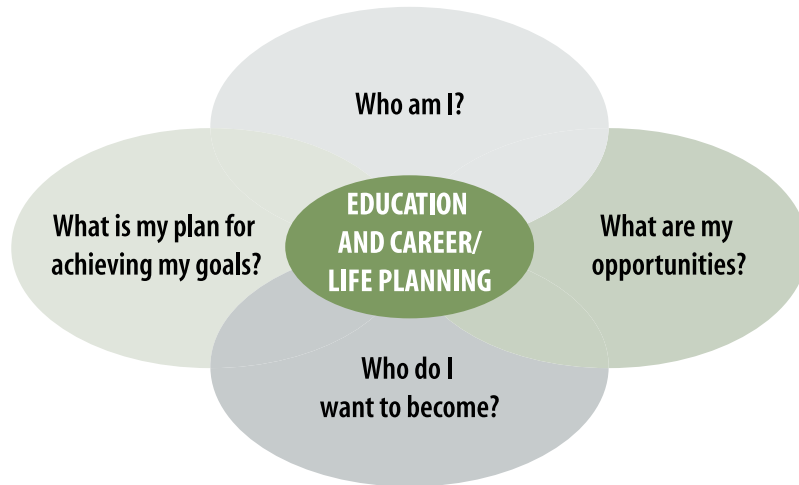 Who am I?
What is my plan for
achieving my goals?
EDUCATION
AND CAREER/
LIFE PLANNING
What are my
opportunities?
Who do I
want to become?